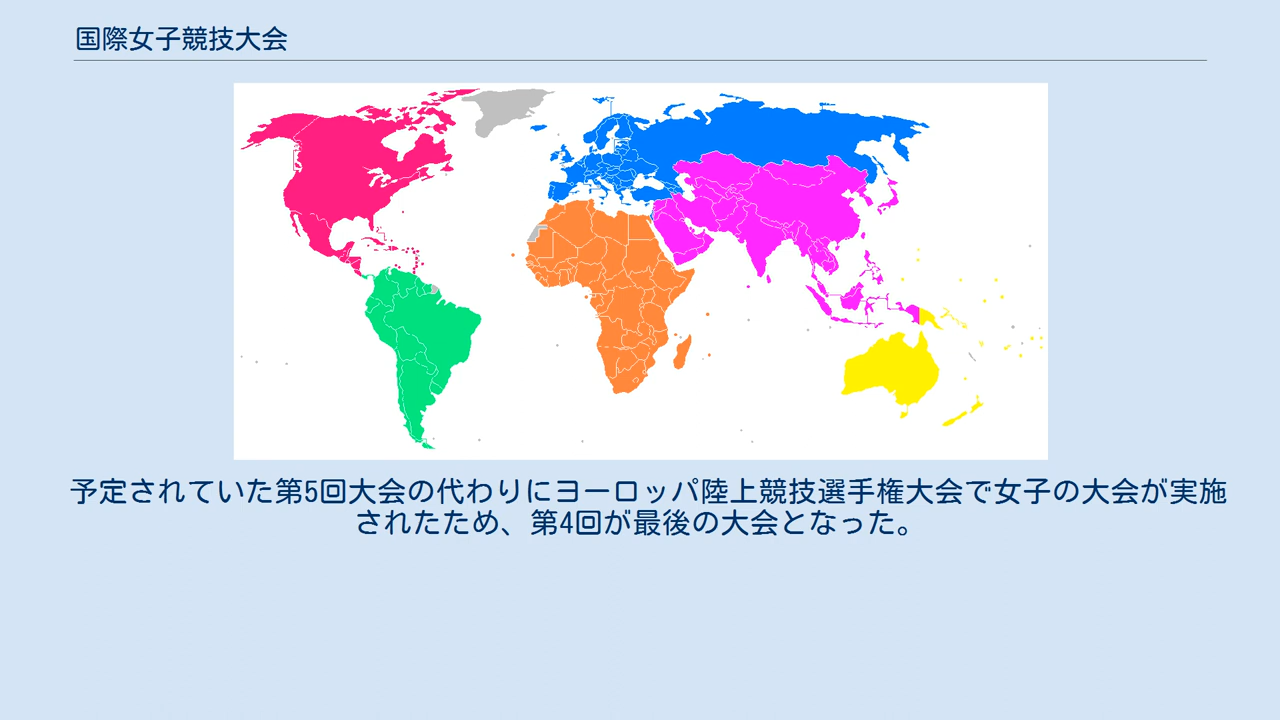 国際女子競技大会
予定されていた第5回大会の代わりにヨーロッパ陸上競技選手権大会で女子の大会が実施
されたため、第4回が最後の大会となった。